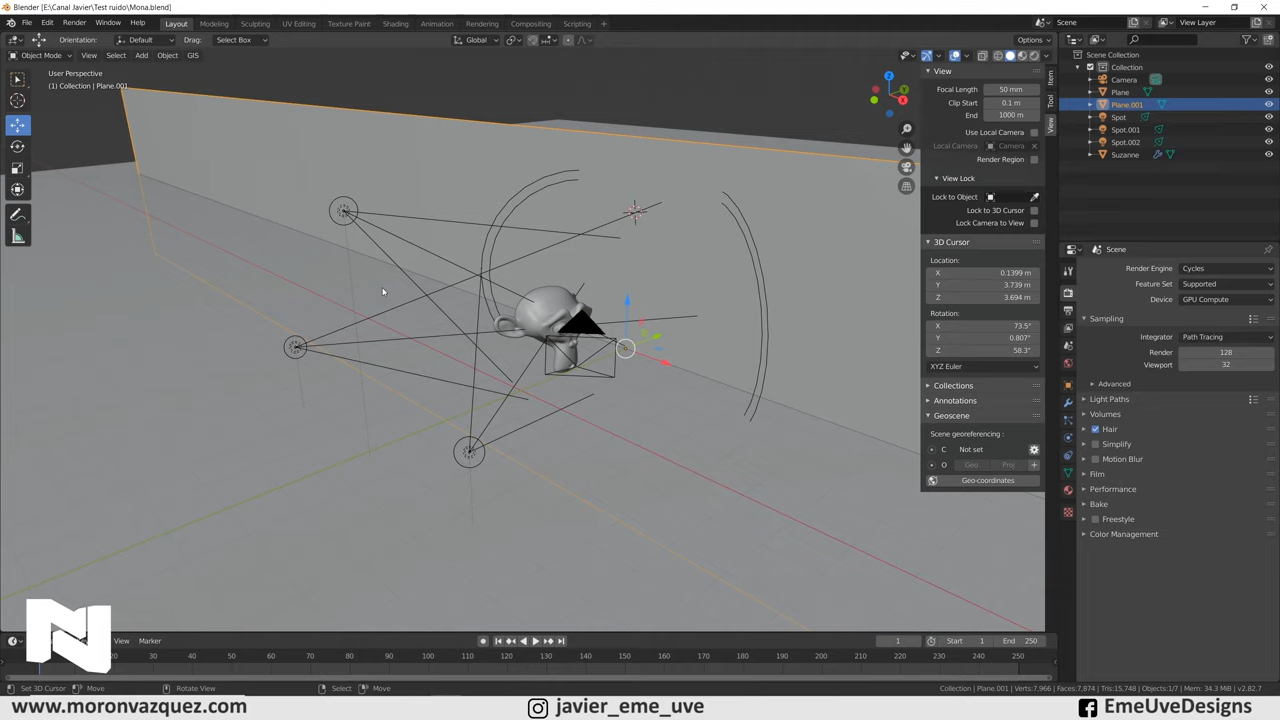 Blender [E:\Canal Javier\Test ruido\Mona.blend]
File Edit Render Window Help Layout Modeling Sculpting UV Editing Texture Paint Shading Animation Rendering Compositing Scripting Scene View Layer
Orientation: Default Drag: Select Box Global Options
Object Mode View Select Add Object GIS
User Perspective
(1) Collection | Plane.001
View
Focal Length 50 mm
Clip Start 0.1 m
End 1000 m
Use Local Camera
Local Camera Camera
Render Region
View Lock
Lock to Object
Lock to 3D Cursor
Lock Camera to View
3D Cursor
Location:
X 0.1399 m
Y 3.739 m
Z 3.694 m
Rotation:
X 73.5°
Y 0.807°
Z 58.3°
XYZ Euler
Collections
Annotations
Geoscene
Scene georeferencing :
C Not set
O Geo Proj
Geo-coordinates
Item
Tool
View
Scene Collection
Collection
Camera
Plane
Plane.001
Spot
Spot.001
Spot.002
Suzanne
Scene
Render Engine Cycles
Feature Set Supported
Device GPU Compute
Sampling
Integrator Path Tracing
Render 128
Viewport 32
Advanced
Light Paths
Volumes
Hair
Simplify
Motion Blur
Film
Performance
Bake
Freestyle
Color Management
View Marker 1 Start 1 End 250
20 30 40 50 60 70 80 90 100 110 120 130 140 150 160 170 180 190 200 210 220 230 240 250
Set 3D Cursor Move Rotate View Select Move Collection | Plane.001 | Verts:7,966 | Faces:7,874 | Tris:15,748 | Objects:1/7 | Mem: 34.3 MiB | v2.82.7
www.moronvazquez.com javier_eme_uve EmeUveDesigns